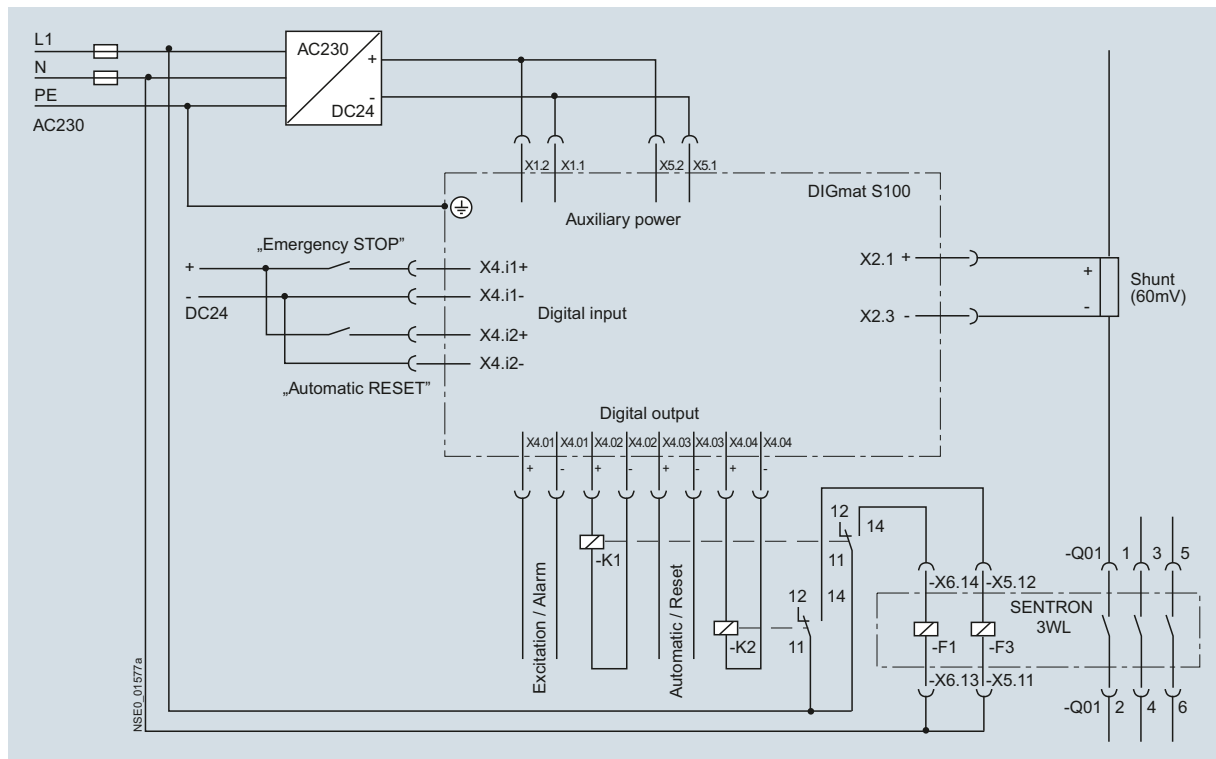 L1
N
PE
AC230
AC230
+
-
DC24
X1.2 X1.1 X5.2 X5.1
DIGmat S100
Auxiliary power
„Emergency STOP”
+
-
DC24
X4.i1+
X4.i1-
X4.i2+
X4.i2-
Digital input
„Automatic RESET”
X2.1 +
X2.3 -
+
-
Shunt
(60mV)
Digital output
X4.01 X4.01 X4.02 X4.02 X4.03 X4.03 X4.04 X4.04
+ - + - + - + -
Excitation / Alarm
-K1
Automatic / Reset
-K2
12
14
11
12
14
11
-X6.14 -X5.12
SENTRON
3WL
-F1 -F3
-X6.13 -X5.11
-Q01 1 3 5
-Q01 2 4 6
NSE0_01577a